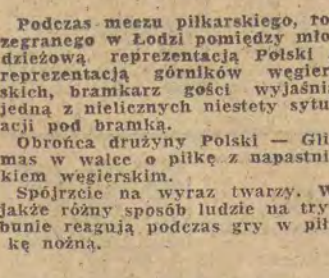 Podczas meczu piłkarskiego, ro
zegranego w Łodzi pomiędzy mło
dzieżową reprezentacją Polski
reprezentacją górników węgier
skich, bramkarz gości wyjaśni
jedną z nielicznych niestety sytu
acji pod bramką.
Obrońca drużyny Polski — Gli
mas w walce o piłkę z napastni
kiem węgierskim.
Spójrzcie na wyraz twarzy. W
jakże różny sposób ludzie na try
bunie reagują podczas gry w pił
kę nożną.